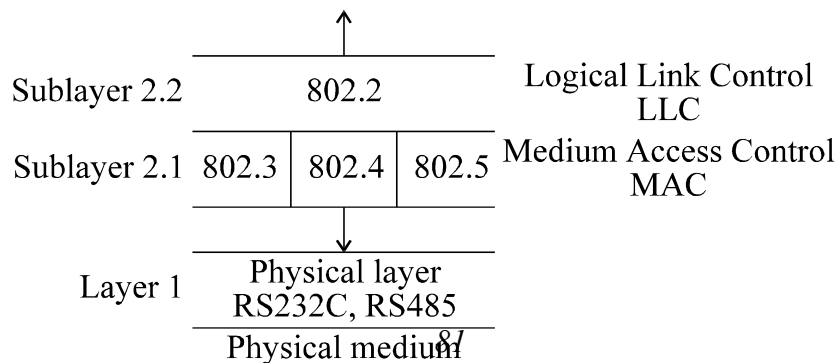 Sublayer 2.2 802.2 Logical Link Control
LLC
Sublayer 2.1 802.3 802.4 802.5 Medium Access Control
MAC
Layer 1 Physical layer
RS232C, RS485
Physical medium
81